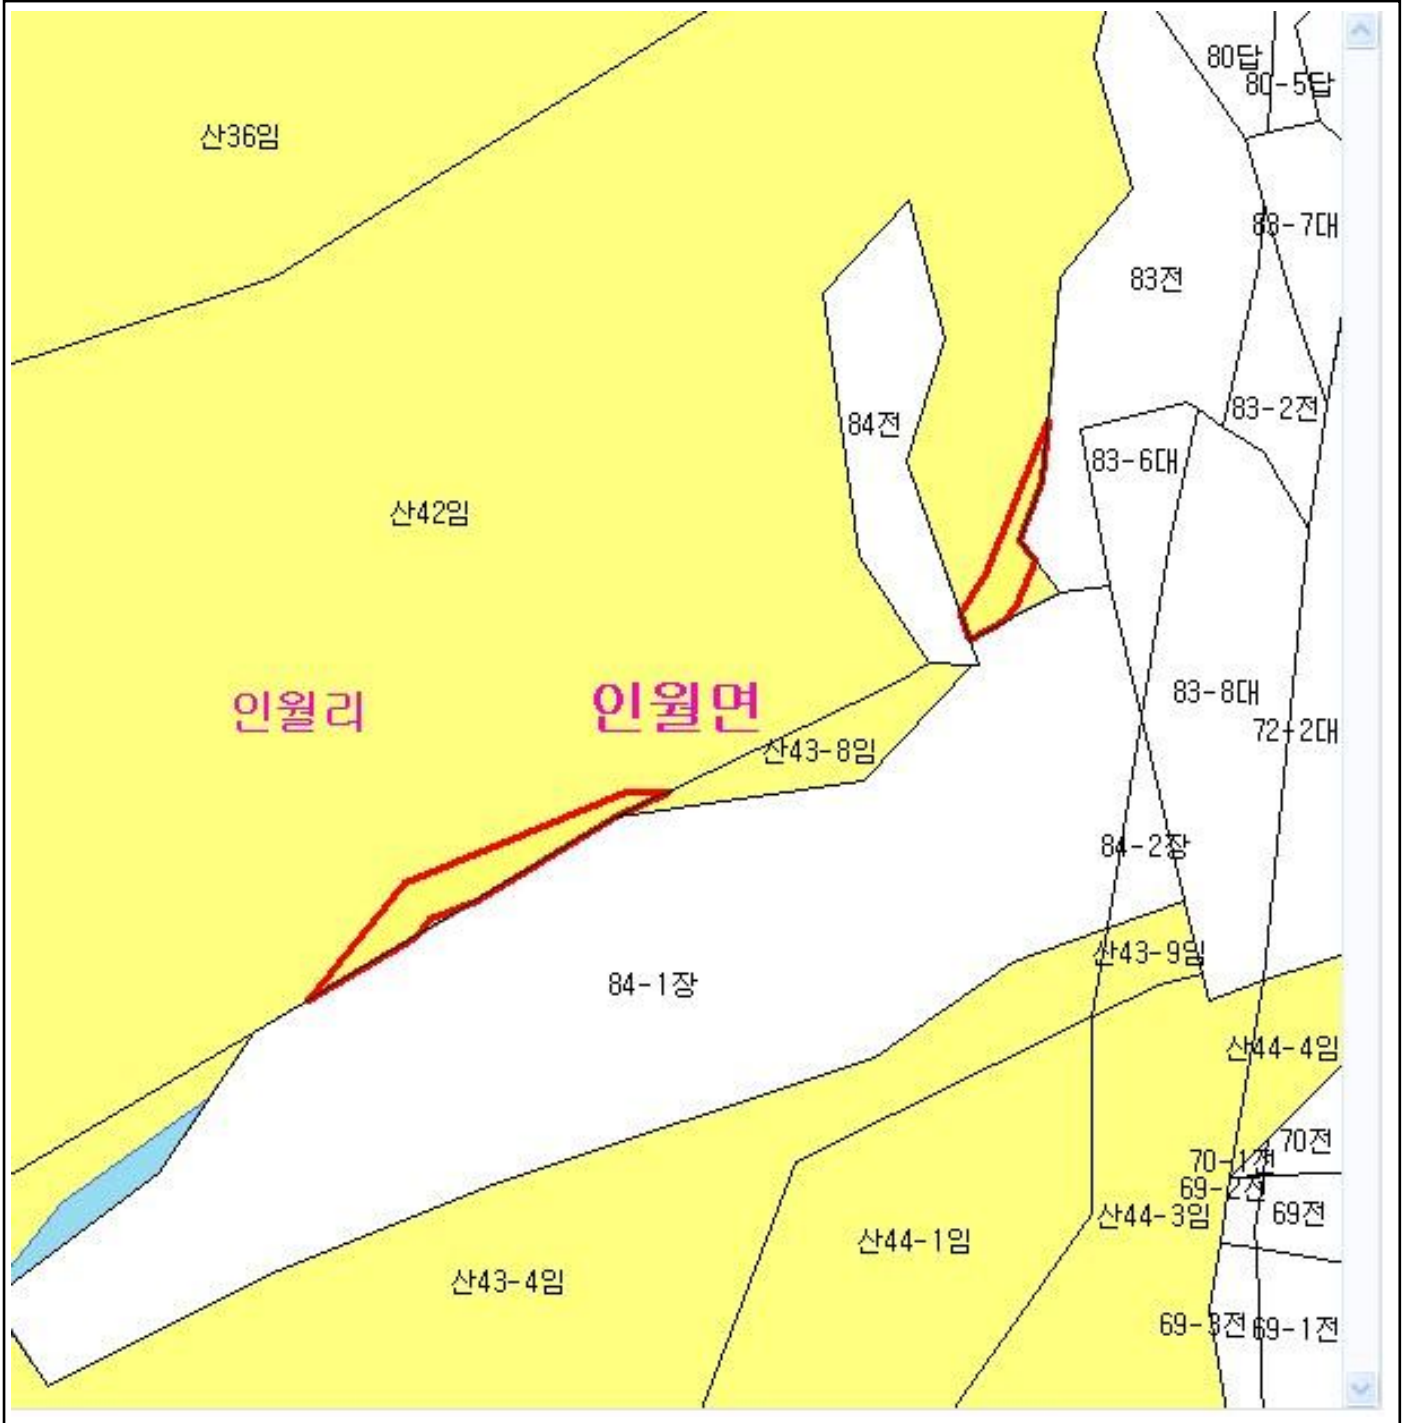 80답
80-5답
산36임
88-7대
83전
83-2전
84전
83-6대
산42임
83-8대
인월리
인월면
72-2대
산43-8임
84-2장
산43-9임
84-1장
산44-4임
70전
70-1전
69-2전
69전
산44-3임
산44-1임
산43-4임
69-3전
69-1전